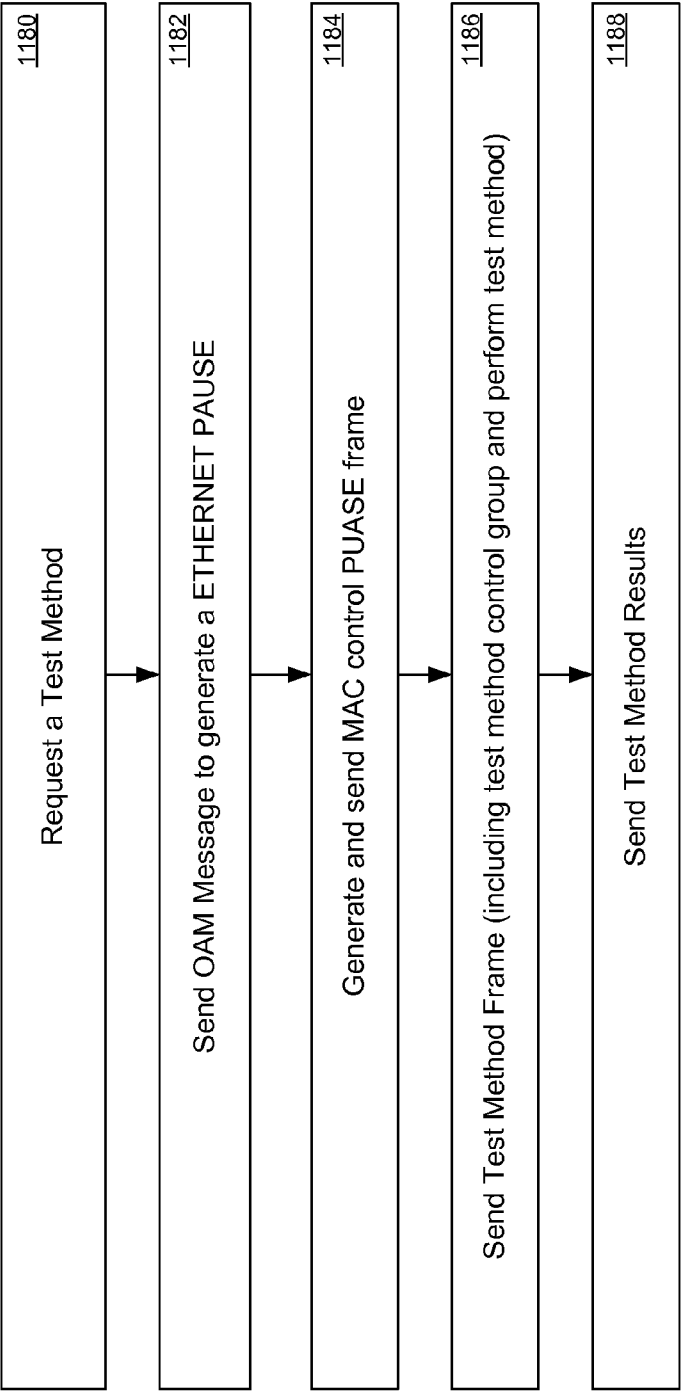 1180
Request a Test Method
1182
Send OAM Message to generate a ETHERNET PAUSE
1184
Generate and send MAC control PUASE frame
1186
Send Test Method Frame (including test method control group and perform test method)
1188
Send Test Method Results